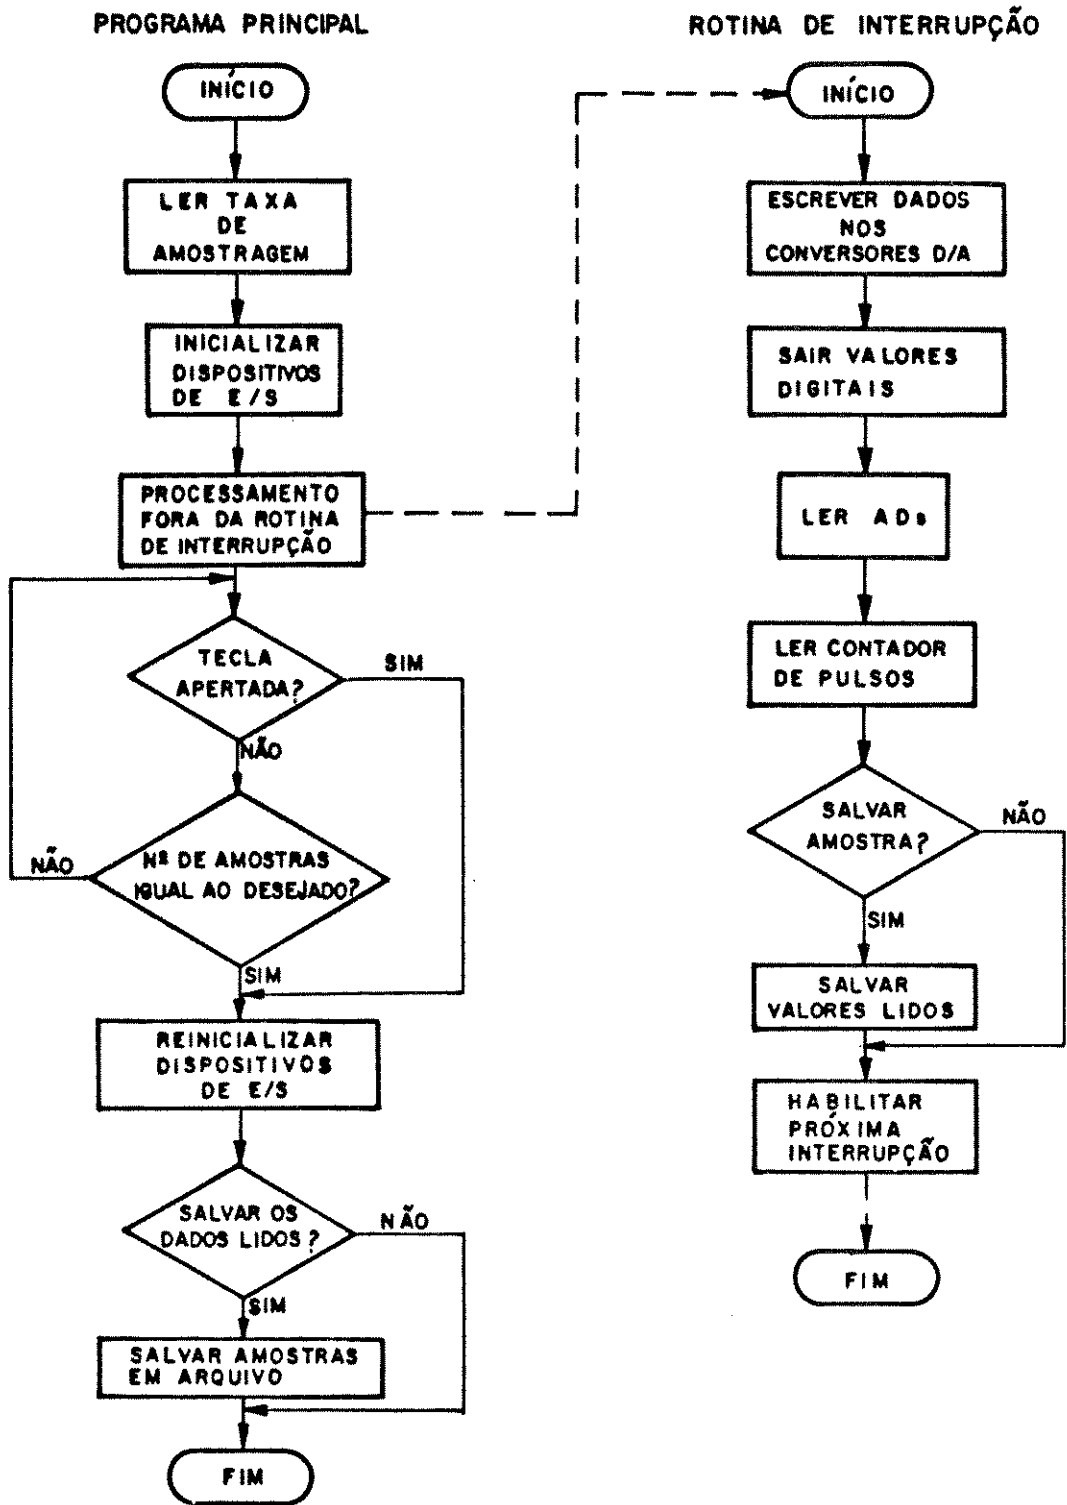 PROGRAMA PRINCIPAL
INÍCIO
LER TAXA
DE
AMOSTRAGEM
INICIALIZAR
DISPOSITIVOS
DE E/S
PROCESSAMENTO
FORA DA ROTINA
DE INTERRUPÇÃO
TECLA
APERTADA?
SIM
NÃO
Nº DE AMOSTRAS
IGUAL AO DESEJADO?
NÃO
SIM
REINICIALIZAR
DISPOSITIVOS
DE E/S
SALVAR OS
DADOS LIDOS?
NÃO
SIM
SALVAR AMOSTRAS
EM ARQUIVO
FIM
ROTINA DE INTERRUPÇÃO
INÍCIO
ESCREVER DADOS
NOS
CONVERSORES D/A
SAIR VALORES
DIGITAIS
LER ADs
LER CONTADOR
DE PULSOS
SALVAR
AMOSTRA?
NÃO
SIM
SALVAR
VALORES LIDOS
HABILITAR
PRÓXIMA
INTERRUPÇÃO
FIM